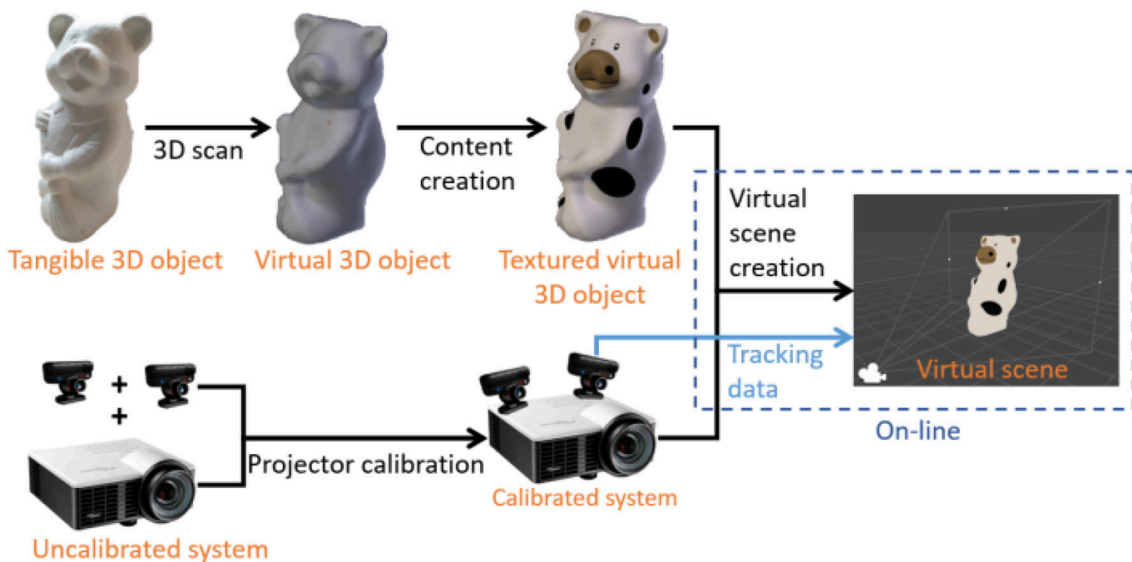 3D scan
Content
creation
Tangible 3D object
Virtual 3D object
Textured virtual
3D object
Virtual
scene
creation
Virtual scene
Tracking
data
On-line
+
+
Projector calibration
Calibrated system
Uncalibrated system